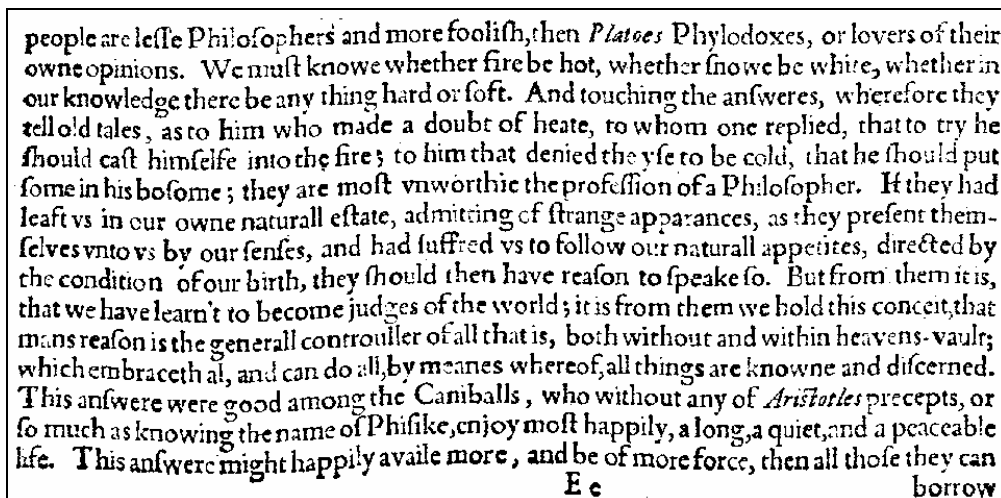 people are leſſe Philoſophers and more fooliſh, then Platoes Phylodoxes, or lovers of their
owne opinions. We muſt knowe whether fire be hot, whether ſnowe be white, whether in
our knowledge there be any thing hard or ſoft. And touching the anſweres, wherefore they
tell old tales, as to him who made a doubt of heate, to whom one replied, that to try he
ſhould caſt himſelfe into the fire; to him that denied the yſe to be cold, that he ſhould put
ſome in his boſome; they are moſt vnworthie the profeſſion of a Philoſopher. If they had
leaft vs in our owne naturall eſtate, admitting of ſtrange apparances, as they preſent them-
ſelves vnto vs by our ſenſes, and had ſuffred vs to follow our naturall appetites, directed by
the condition of our birth, they ſhould then have reaſon to ſpeake ſo. But from them it is,
that we have learn't to become judges of the world; it is from them we hold this conceit, that
mans reaſon is the generall controuller of all that is, both without and within heavens-vault;
which embraceth al, and can do all, by meanes whereof, all things are knowne and diſcerned.
This anſwere were good among the Caniballs, who without any of Ariſtotles precepts, or
ſo much as knowing the name of Phiſike, enjoy moſt happily, a long, a quiet, and a peaceable
life. This anſwere might happily availe more, and be of more force, then all thoſe they can
Ee borrow